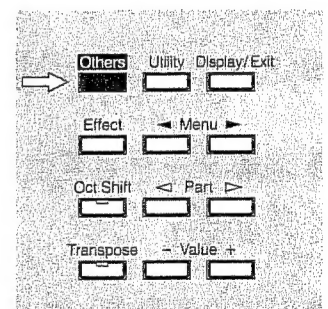 Others Utility Display/Exit
Effect ◄ Menu ►
Oct Shift ◁ Part ▷
Transpose − Value +